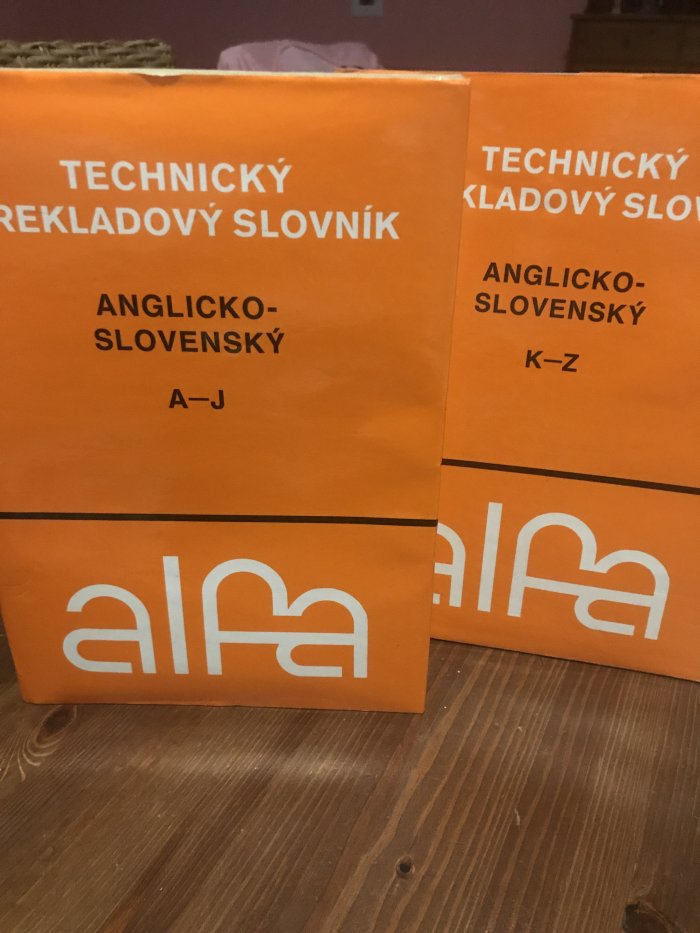 TECHNICKÝ
REKLADOVÝ SLOVNÍK
ANGLICKO-
SLOVENSKÝ
A—J
alfa
TECHNICKÝ
KLADOVÝ SLOV
ANGLICKO-
SLOVENSKÝ
K—Z
alfa